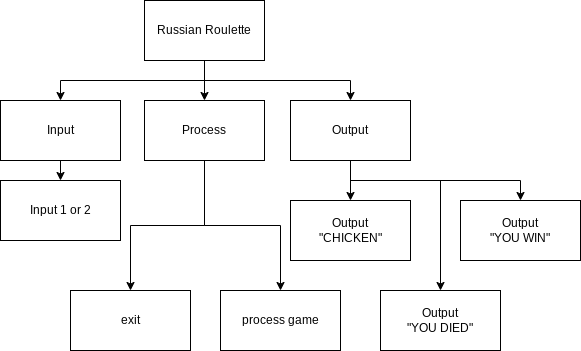 Russian Roulette
Input
Process
Output
Input 1 or 2
Output
"CHICKEN"
Output
"YOU WIN"
exit
process game
Output
"YOU DIED"